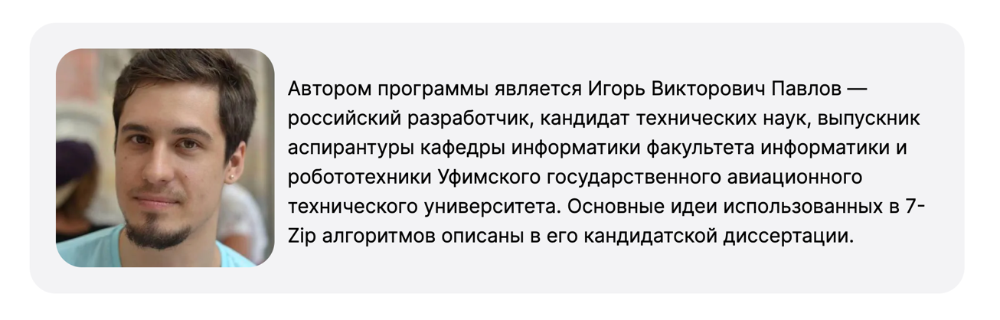 Автором программы является Игорь Викторович Павлов —
российский разработчик, кандидат технических наук, выпускник
аспирантуры кафедры информатики факультета информатики и
робототехники Уфимского государственного авиационного
технического университета. Основные идеи использованных в 7-
Zip алгоритмов описаны в его кандидатской диссертации.